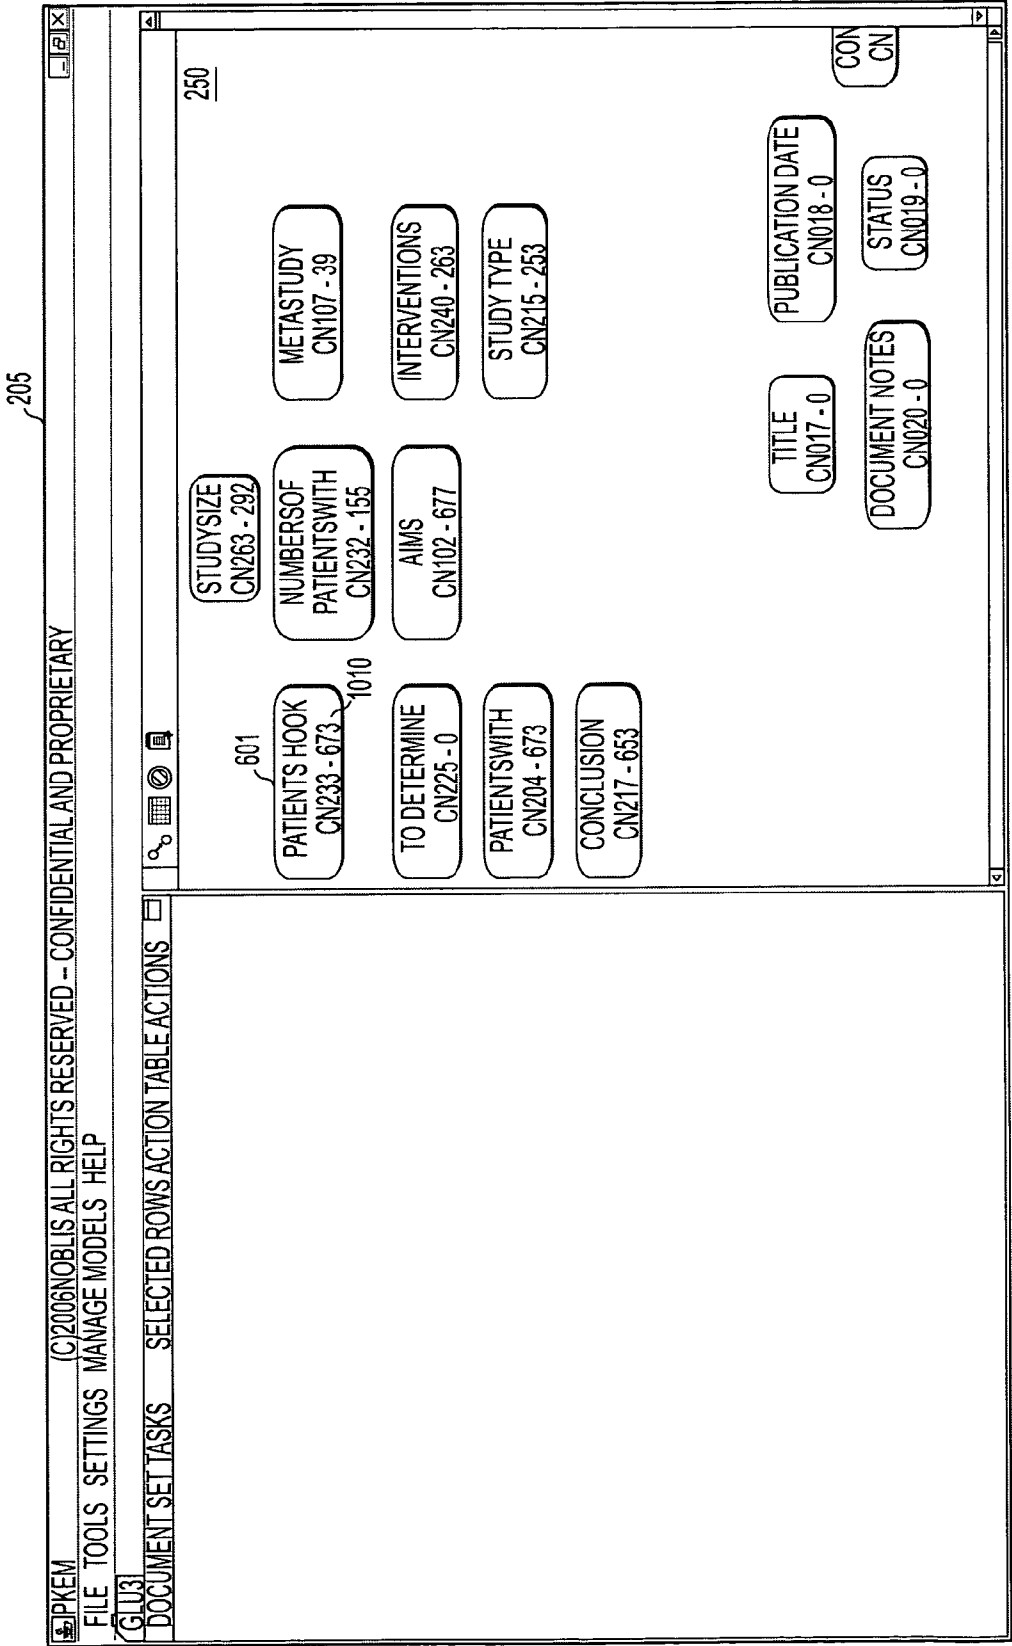 205
PKEM (C)2006NOBLIS ALL RIGHTS RESERVED – CONFIDENTIAL AND PROPRIETARY
FILE TOOLS SETTINGS MANAGE MODELS HELP
GLU3
DOCUMENT SET TASKS SELECTED ROWS ACTION TABLE ACTIONS
250
STUDYSIZE
CN263 - 292
601
PATIENTS HOOK
CN233 - 673
1010
NUMBERSOF
PATIENTSWITH
CN232 - 155
METASTUDY
CN107 - 39
TO DETERMINE
CN225 - 0
AIMS
CN102 - 677
INTERVENTIONS
CN240 - 263
PATIENTSWITH
CN204 - 673
STUDY TYPE
CN215 - 253
CONCLUSION
CN217 - 653
TITLE
CN017 - 0
PUBLICATION DATE
CN018 - 0
CON
CN
DOCUMENT NOTES
CN020 - 0
STATUS
CN019 - 0